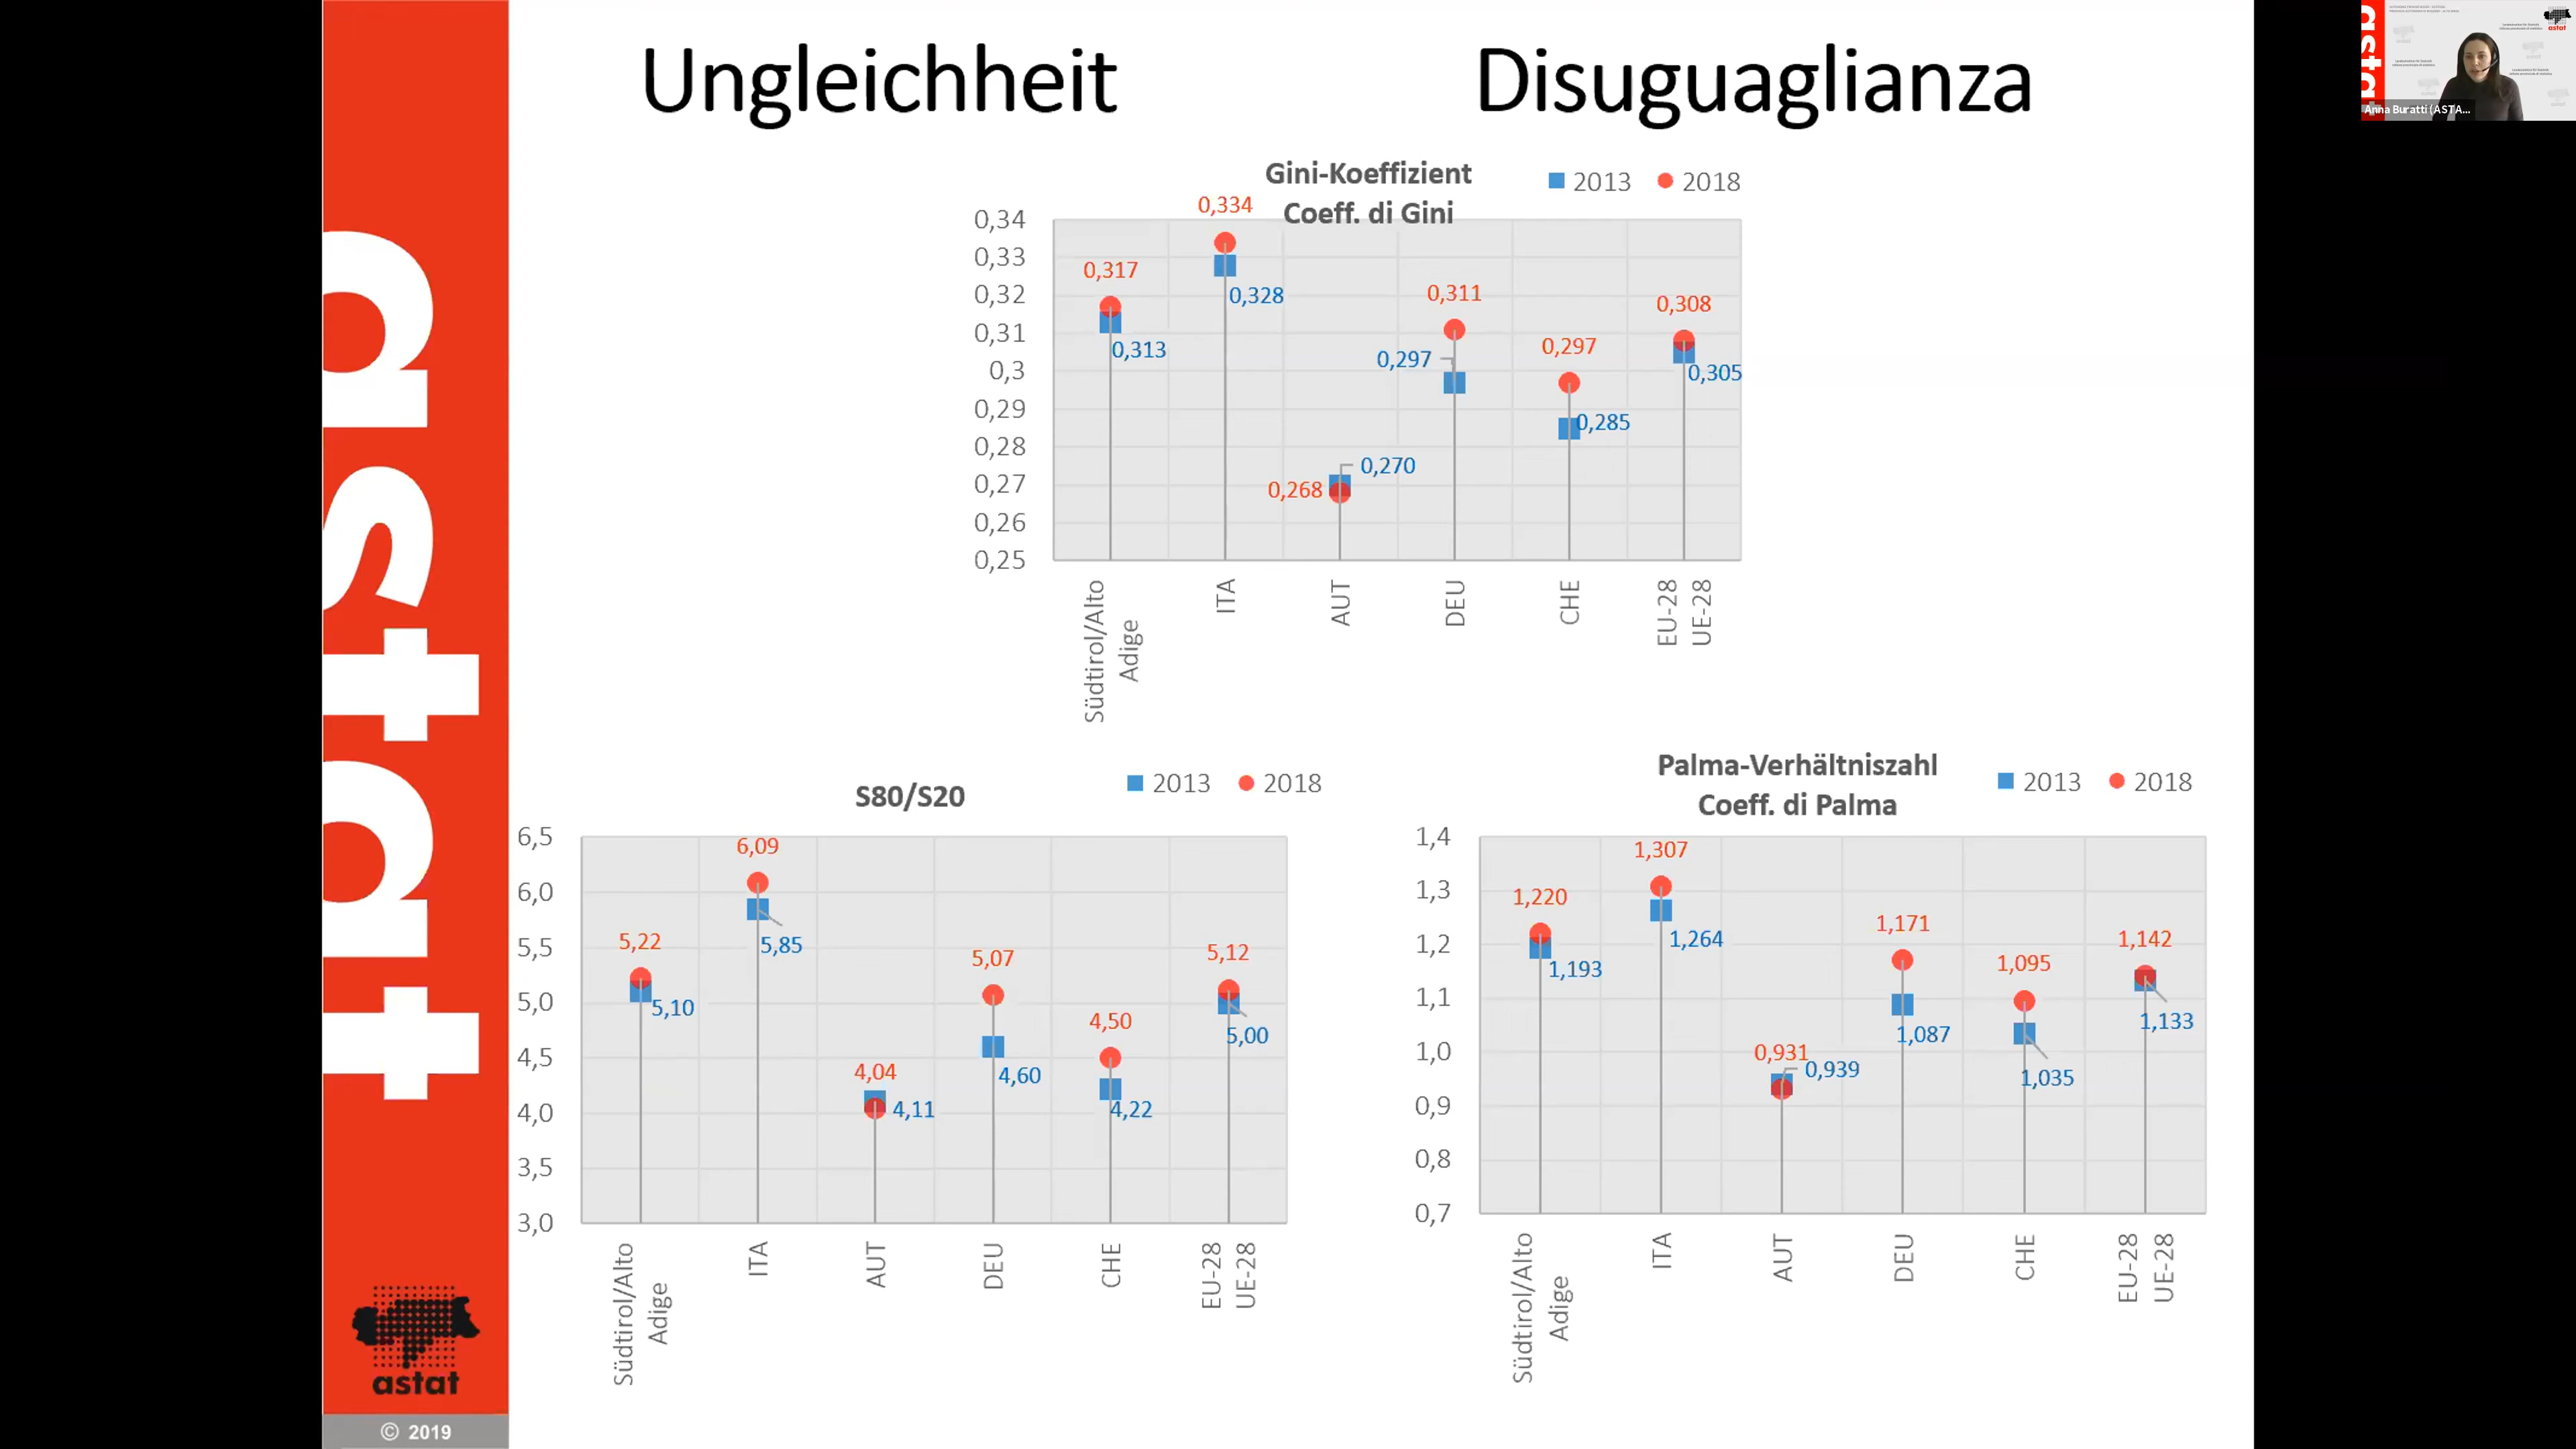 Ungleichheit
Disuguaglianza
astat
Anna Buratti (ASTA...
astat
astat
Gini-Koeffizient
Coeff. di Gini
2013
2018
0,34
0,33
0,32
0,31
0,3
0,29
0,28
0,27
0,26
0,25
0,317
0,313
0,334
0,328
0,268
0,270
0,311
0,297
0,297
0,285
0,308
0,305
Südtirol/Alto
Adige
ITA
AUT
DEU
CHE
EU-28
UE-28
S80/S20
2013
2018
6,5
6,0
5,5
5,0
4,5
4,0
3,5
3,0
5,22
5,10
6,09
5,85
4,04
4,11
5,07
4,60
4,50
4,22
5,12
5,00
Südtirol/Alto
Adige
ITA
AUT
DEU
CHE
EU-28
UE-28
Palma-Verhältniszahl
Coeff. di Palma
2013
2018
1,4
1,3
1,2
1,1
1,0
0,9
0,8
0,7
1,220
1,193
1,307
1,264
0,931
0,939
1,171
1,087
1,095
1,035
1,142
1,133
Südtirol/Alto
Adige
ITA
AUT
DEU
CHE
EU-28
UE-28
astat
© 2019